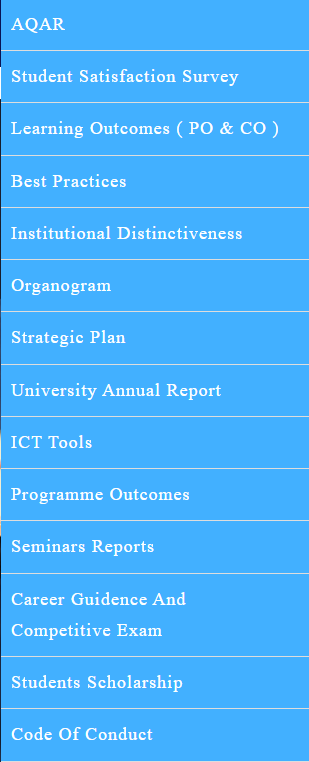 AQAR
Student Satisfaction Survey
Learning Outcomes ( PO & CO )
Best Practices
Institutional Distinctiveness
Organogram
Strategic Plan
University Annual Report
ICT Tools
Programme Outcomes
Seminars Reports
Career Guidence And
Competitive Exam
Students Scholarship
Code Of Conduct